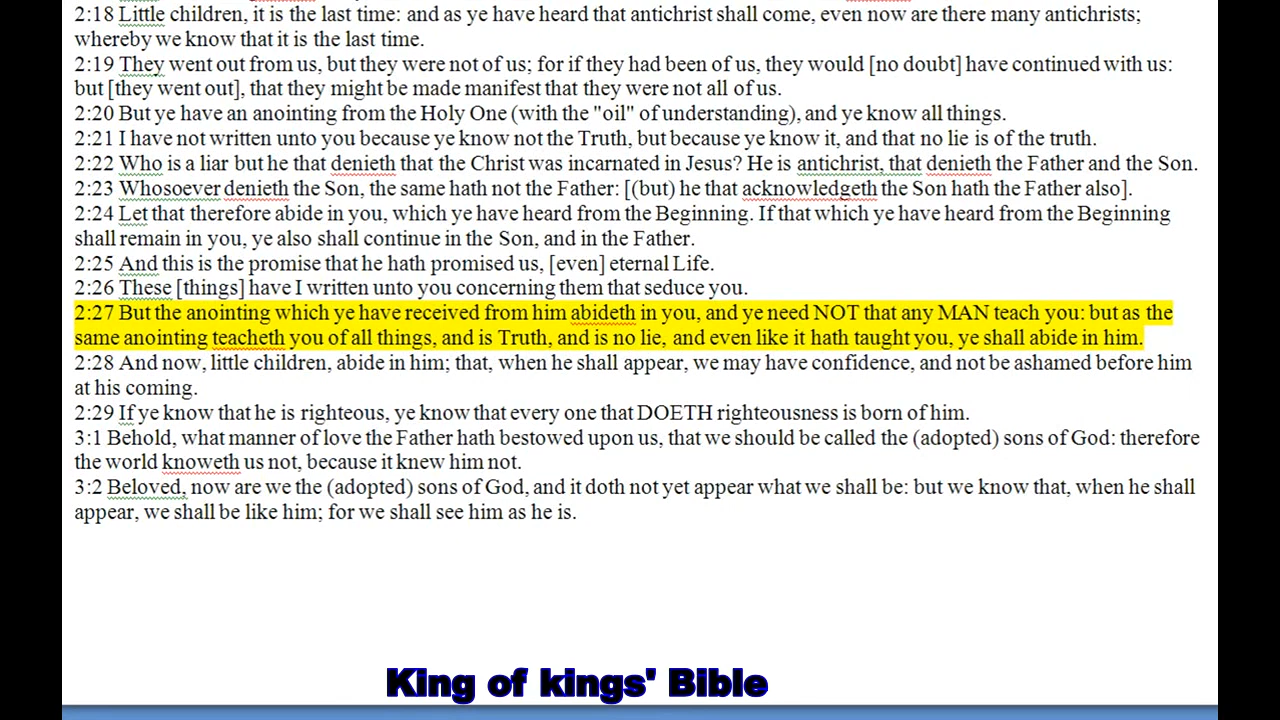 2:18 Little children, it is the last time: and as ye have heard that antichrist shall come, even now are there many antichrists;
whereby we know that it is the last time.
2:19 They went out from us, but they were not of us; for if they had been of us, they would [no doubt] have continued with us:
but [they went out], that they might be made manifest that they were not all of us.
2:20 But ye have an anointing from the Holy One (with the "oil" of understanding), and ye know all things.
2:21 I have not written unto you because ye know not the Truth, but because ye know it, and that no lie is of the truth.
2:22 Who is a liar but he that denieth that the Christ was incarnated in Jesus? He is antichrist, that denieth the Father and the Son.
2:23 Whosoever denieth the Son, the same hath not the Father: [(but) he that acknowledgeth the Son hath the Father also].
2:24 Let that therefore abide in you, which ye have heard from the Beginning. If that which ye have heard from the Beginning
shall remain in you, ye also shall continue in the Son, and in the Father.
2:25 And this is the promise that he hath promised us, [even] eternal Life.
2:26 These [things] have I written unto you concerning them that seduce you.
2:27 But the anointing which ye have received from him abideth in you, and ye need NOT that any MAN teach you: but as the
same anointing teacheth you of all things, and is Truth, and is no lie, and even like it hath taught you, ye shall abide in him.
2:28 And now, little children, abide in him; that, when he shall appear, we may have confidence, and not be ashamed before him
at his coming.
2:29 If ye know that he is righteous, ye know that every one that DOETH righteousness is born of him.
3:1 Behold, what manner of love the Father hath bestowed upon us, that we should be called the (adopted) sons of God: therefore
the world knoweth us not, because it knew him not.
3:2 Beloved, now are we the (adopted) sons of God, and it doth not yet appear what we shall be: but we know that, when he shall
appear, we shall be like him; for we shall see him as he is.
King of kings' Bible